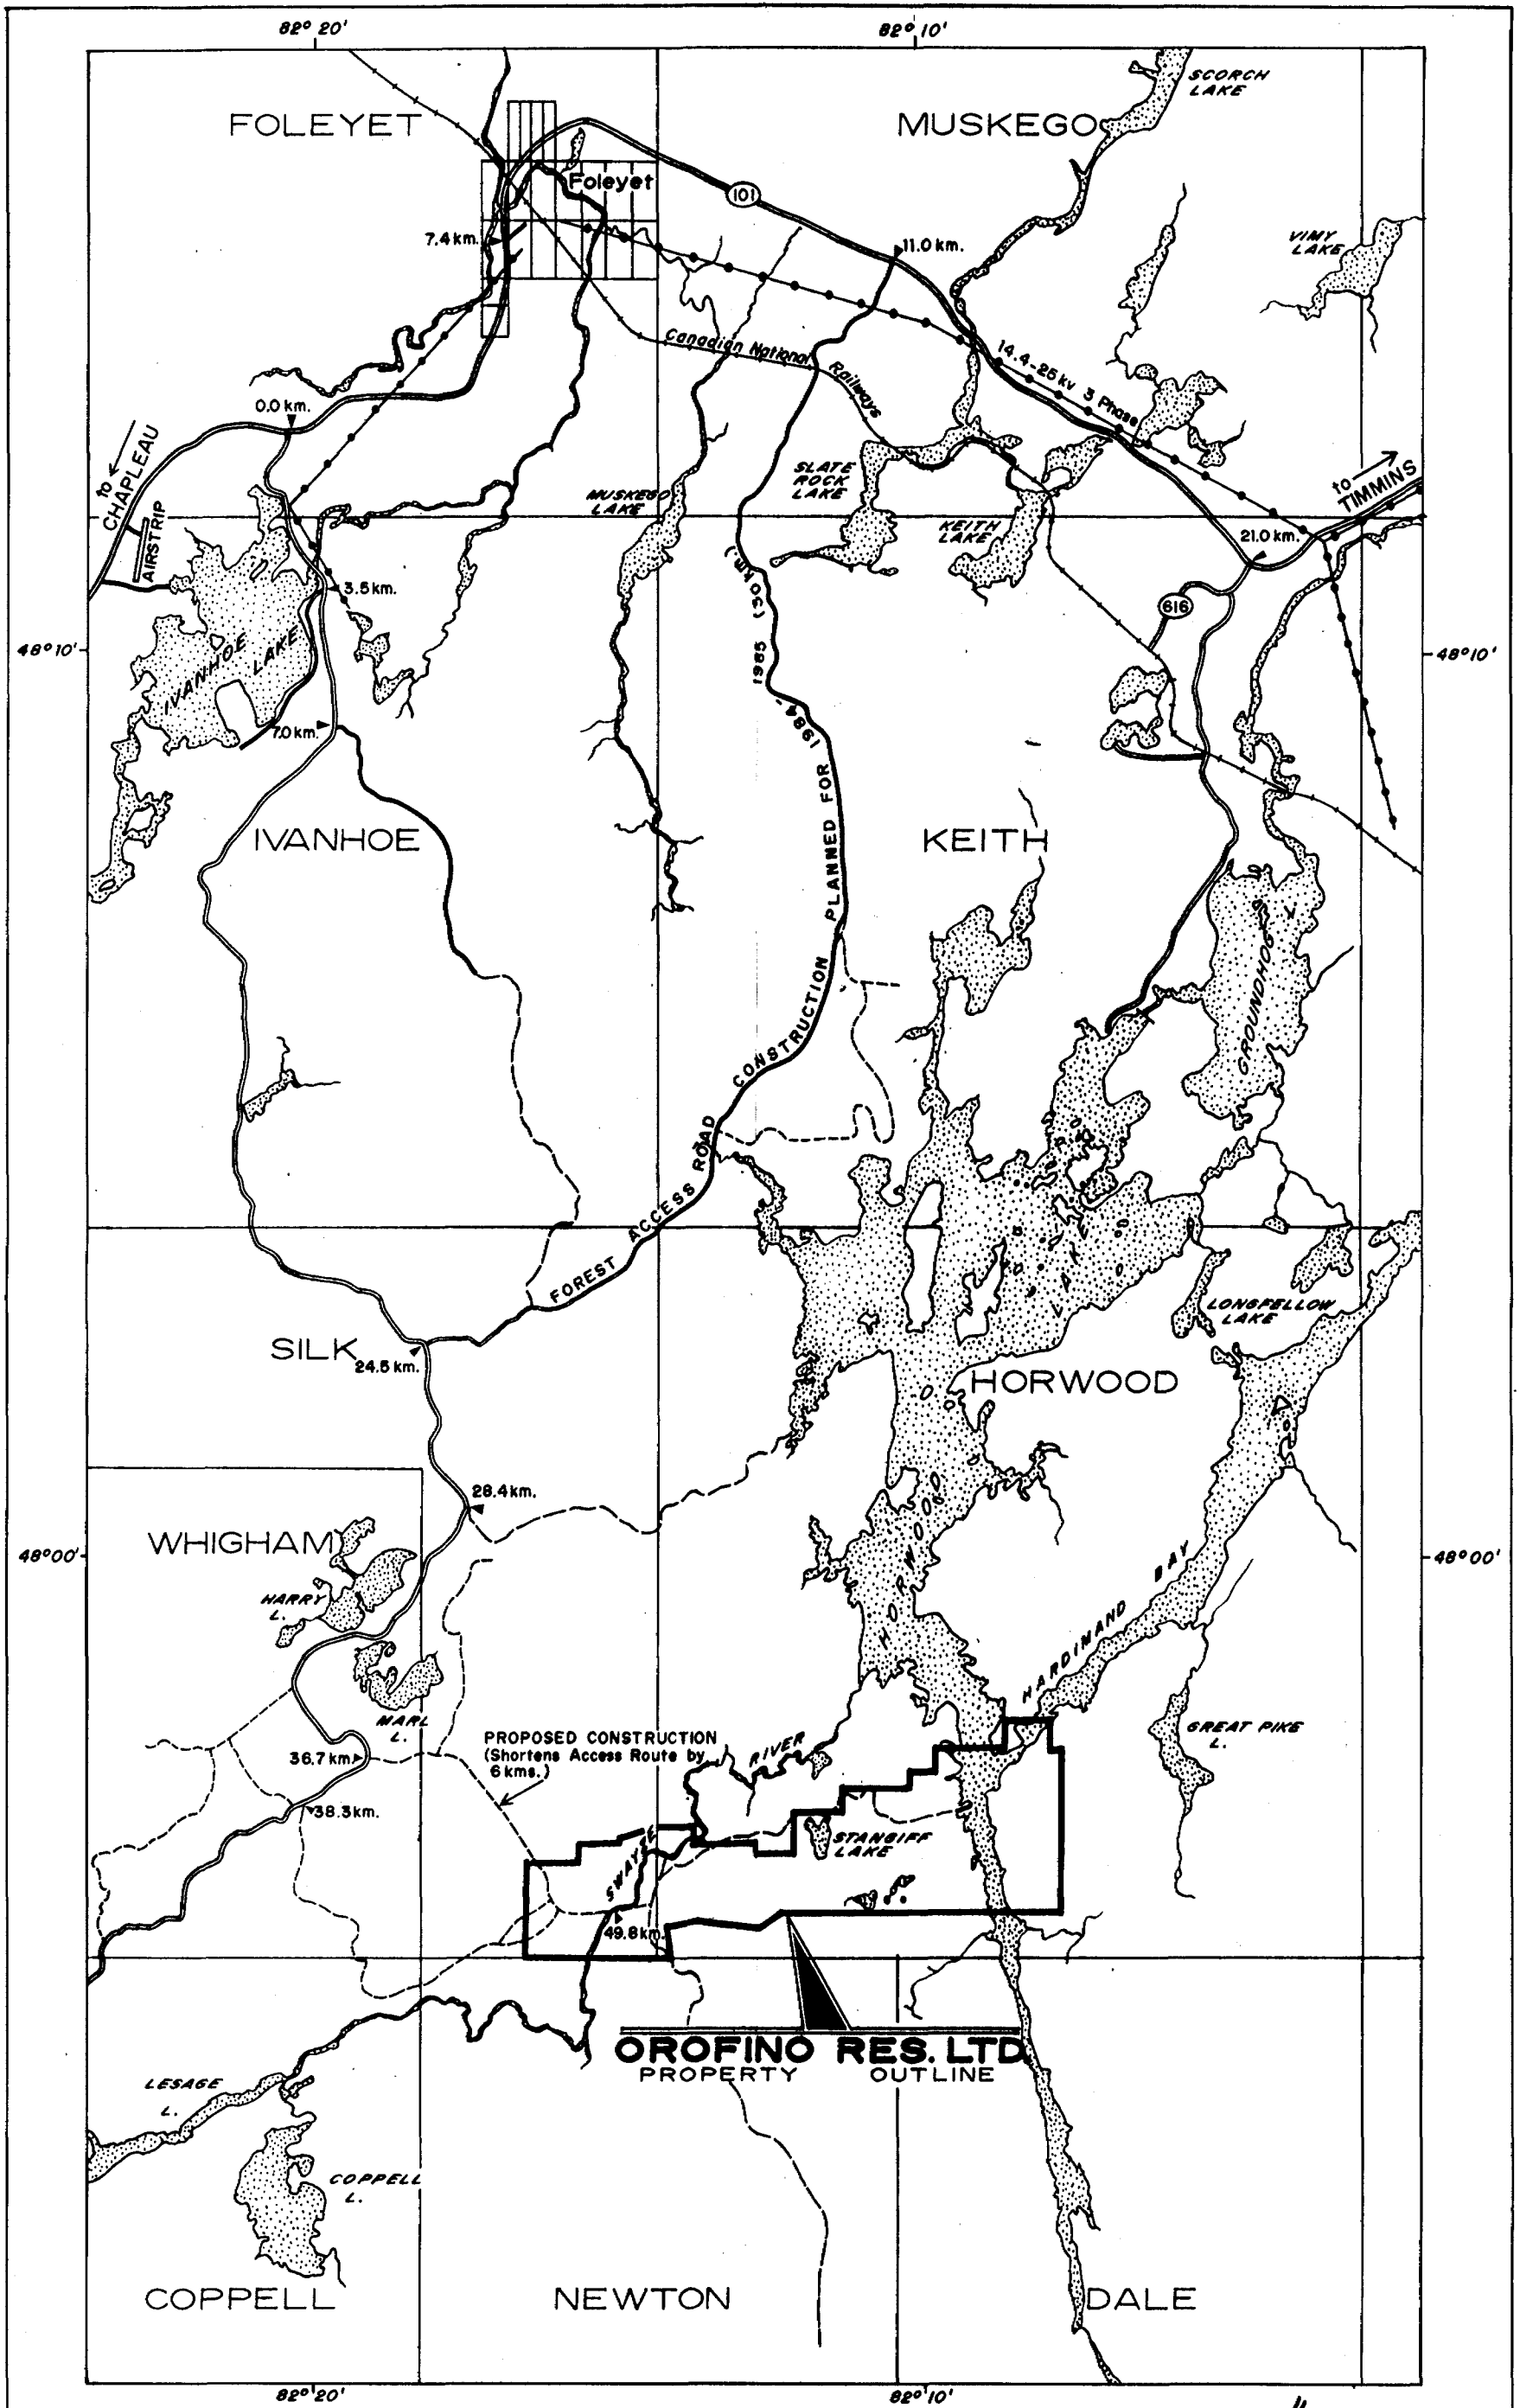 82° 20'
82° 10'
SCORCH
LAKE
FOLEYET
MUSKEGO
Foleyet
101
7.4 km.
11.0 km.
VIMY
LAKE
Canadian National Railways
14.4-25 kv 3 Phase
0.0 km.
to
CHAPLEAU
AIRSTRIP
MUSKEGO
LAKE
SLATE
ROCK
LAKE
KEITH
LAKE
to
TIMMINS
21.0 km.
3.5 km.
616
48°10'
48°10'
IVANHOE
LAKE
7.0 km.
FOREST ACCESS ROAD CONSTRUCTION PLANNED FOR 1984-1985 (30 KM.)
IVANHOE
KEITH
GROUNDHOG L.
SILK
24.5 km.
LONGFELLOW
LAKE
HORWOOD
28.4 km.
WHIGHAM
48°00'
48°00'
HARRY
L.
HORWOOD LAKE
HARDIMAND BAY
MARL
L.
GREAT PIKE
L.
36.7 km.
PROPOSED CONSTRUCTION
(Shortens Access Route by
6 kms.)
SWAYZE RIVER
38.3 km.
STANGIFF
LAKE
49.8 km.
OROFINO RES. LTD
PROPERTY OUTLINE
LESAGE
L.
COPPELL
L.
COPPELL
NEWTON
DALE
82° 20'
82° 10'